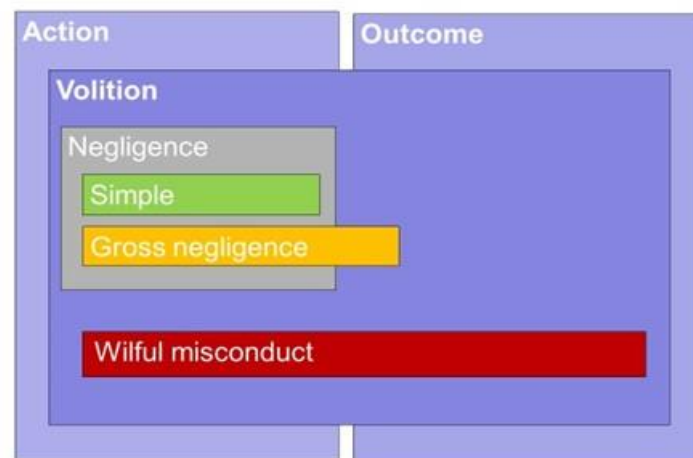 Action
Outcome
Volition
Negligence
Simple
Gross negligence
Wilful misconduct